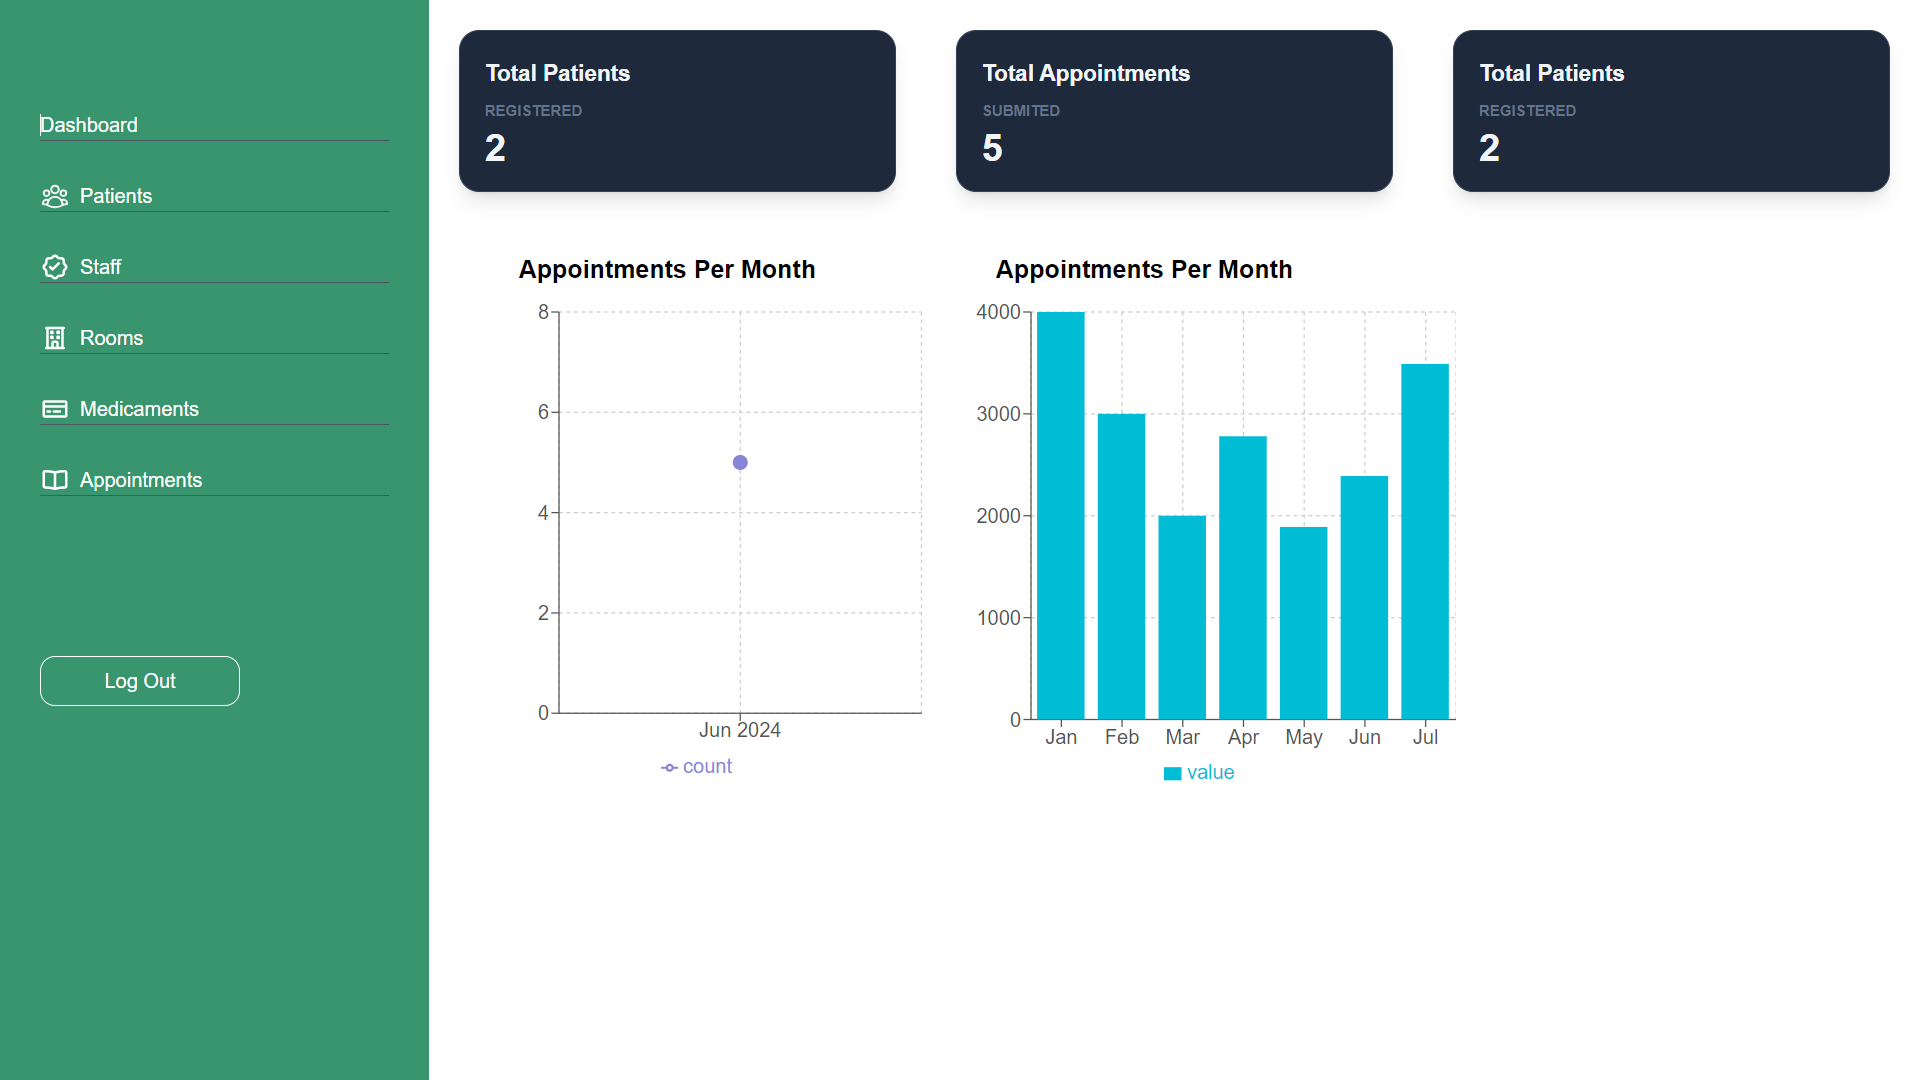 Dashboard
Patients
Staff
Rooms
Medicaments
Appointments
Log Out
Total Patients
REGISTERED
2
Total Appointments
SUBMITED
5
Total Patients
REGISTERED
2
Appointments Per Month
8
6
4
2
0
Jun 2024
count
Appointments Per Month
4000
3000
2000
1000
0
Jan Feb Mar Apr May Jun Jul
value